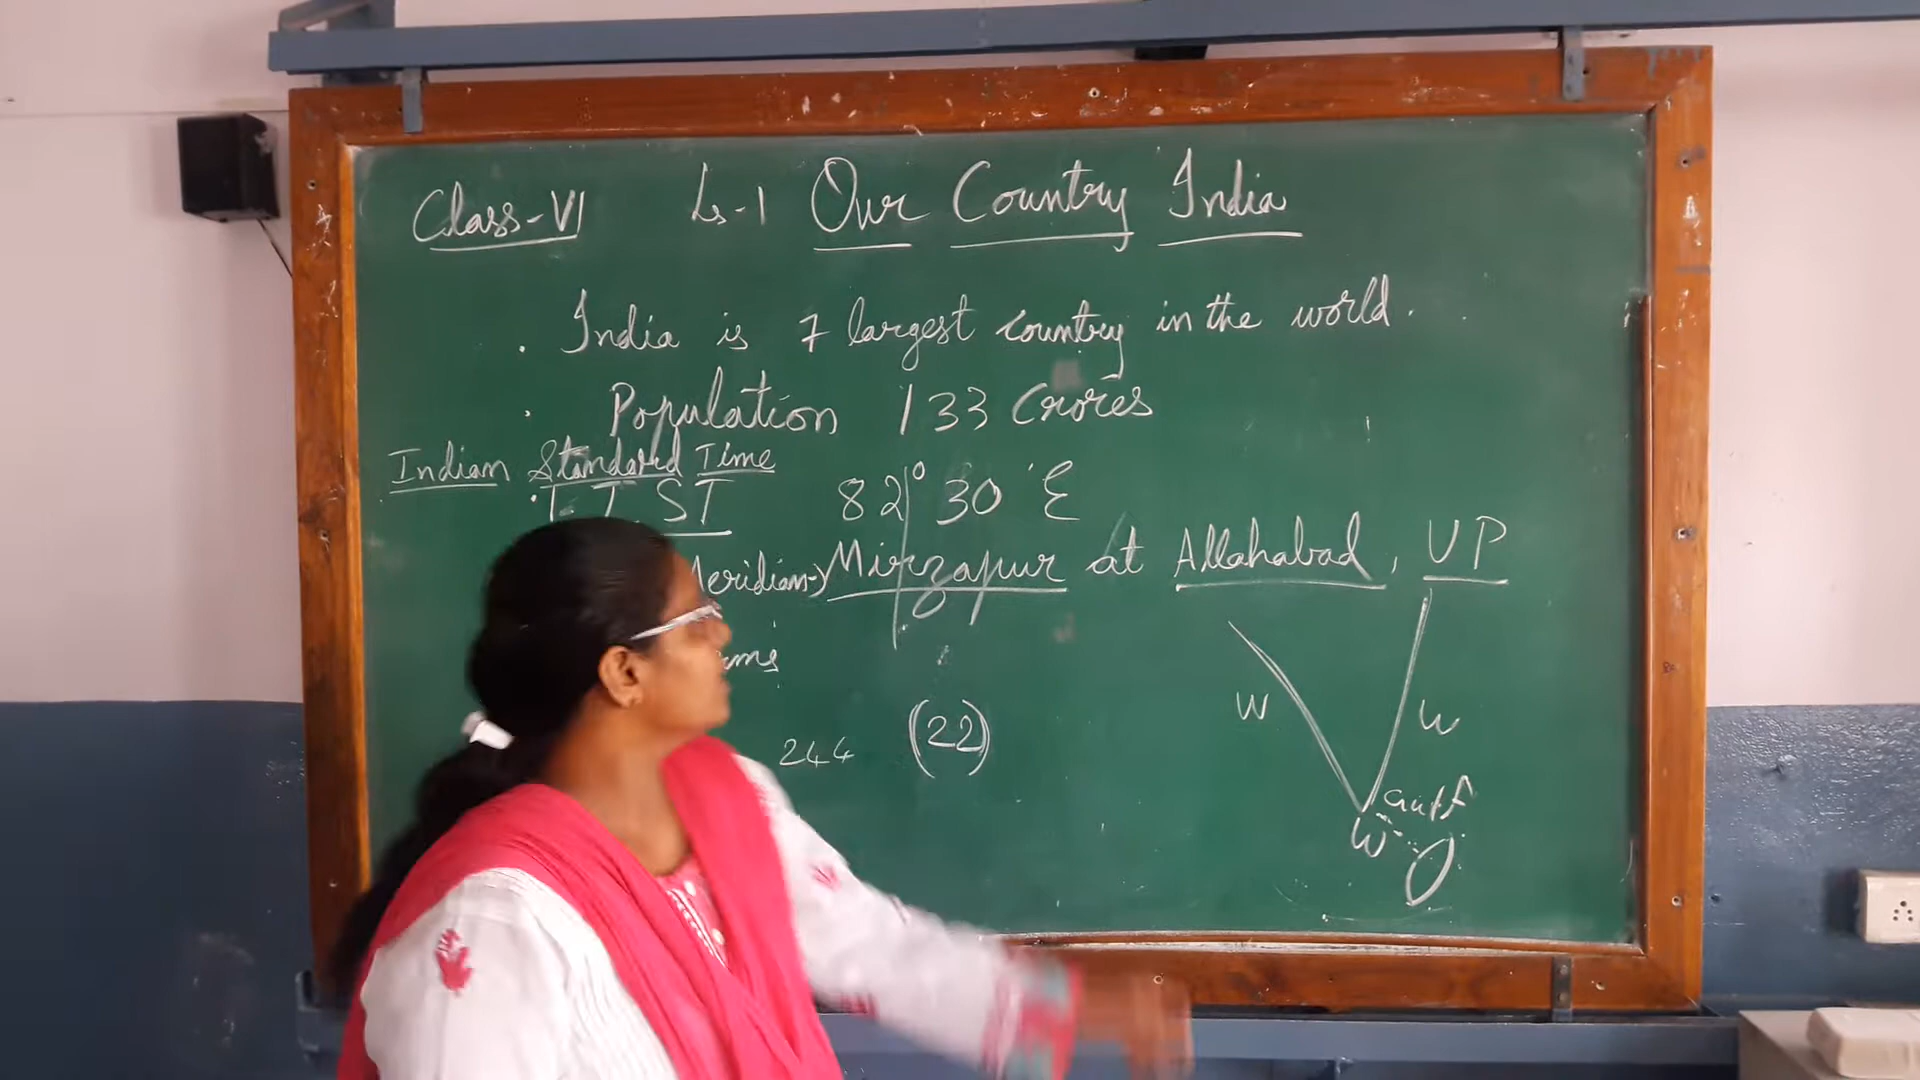 Class-VI Ls-1 Our Country India
. India is 7 largest country in the world.
. Population 133 Crores
Indian Standard Time
I. I. ST 82° 30 'E
Meridian-) Mirzapur at Allahabad, UP
244 (22)
W W
Gulf
W